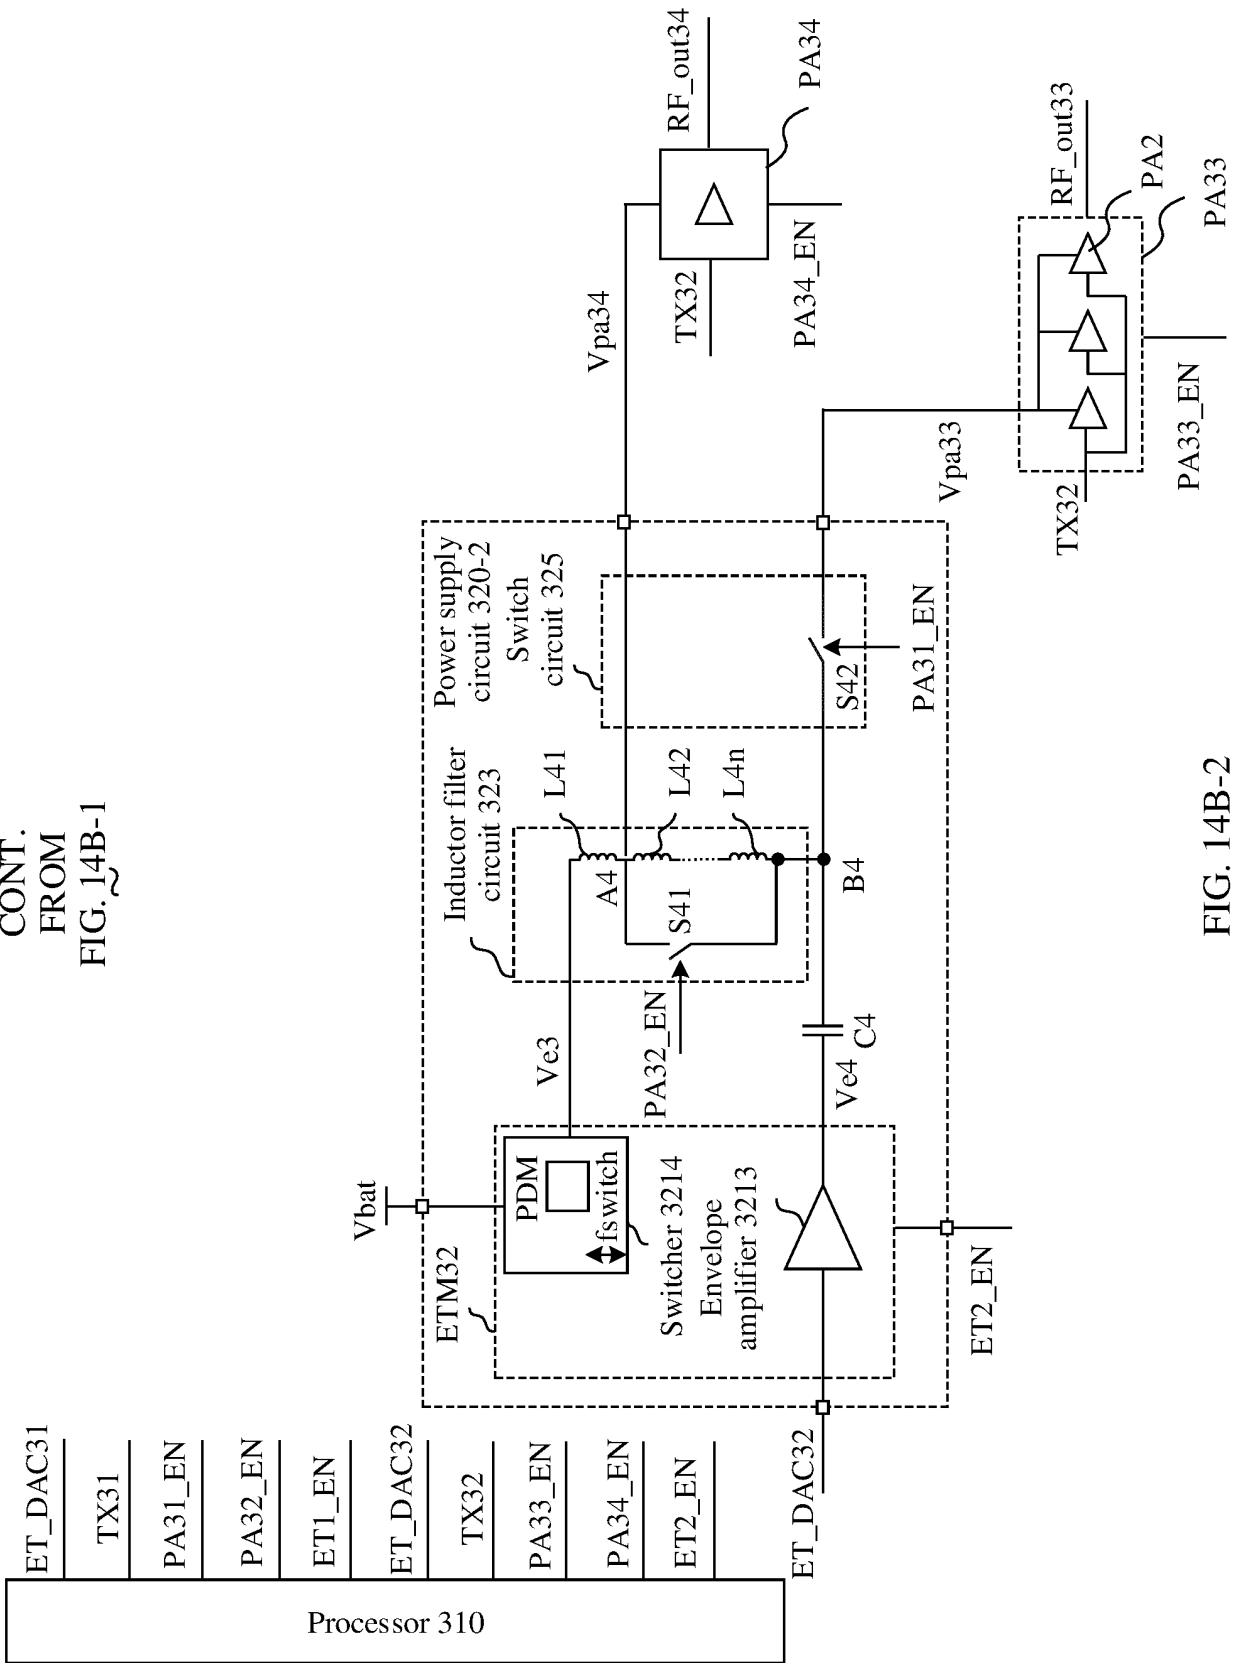 CONT.
FROM
FIG. 14B-1
Processor 310
ET_DAC31
TX31
PA31_EN
PA32_EN
ET1_EN
ET_DAC32
TX32
PA33_EN
PA34_EN
ET2_EN
ET_DAC32
Vbat
ETM32
PDM
fswitch
Switcher 3214
Envelope
amplifier 3213
ET2_EN
Ve3
Ve4
C4
PA32_EN
Inductor filter
circuit 323
A4
S41
L41
L42
L4n
B4
Power supply
circuit 320-2
Switch
circuit 325
S42
PA31_EN
Vpa34
TX32
PA34_EN
RF_out34
PA34
Vpa33
TX32
PA33_EN
RF_out33
PA2
PA33
FIG. 14B-2